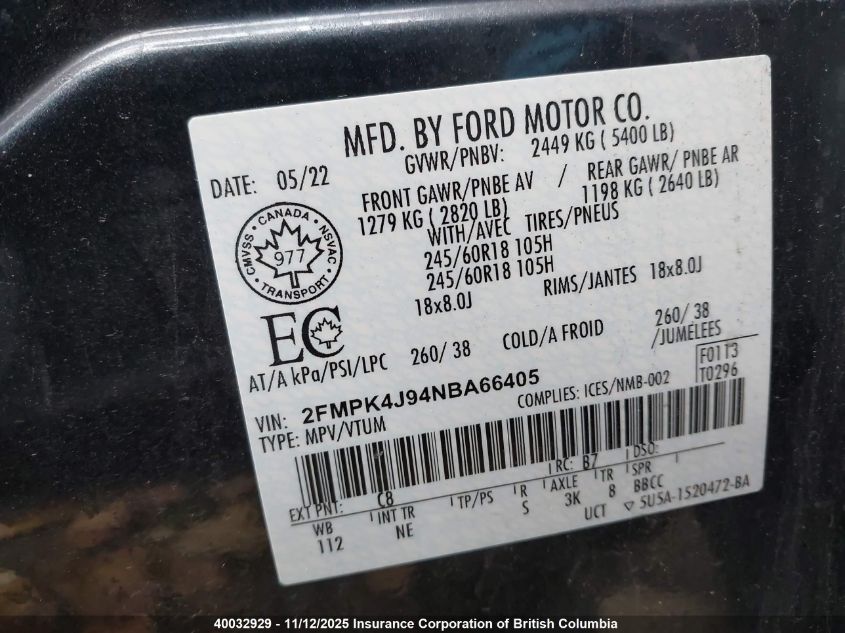 MFD. BY FORD MOTOR CO.
DATE: 05/22
GVWR/PNBV: 2449 KG ( 5400 LB)
FRONT GAWR/PNBE AV / REAR GAWR/ PNBE AR
1279 KG ( 2820 LB) 1198 KG ( 2640 LB)
WITH/AVEC TIRES/PNEUS
245/60R18 105H
245/60R18 105H
18x8.0J RIMS/JANTES 18x8.0J
CMVSS · CANADA · NSVAC
977
· TRANSPORT ·
EC
AT/A kPa/PSI/LPC 260/ 38 COLD/A FROID 260/ 38
/JUMELEES
VIN: 2FMPK4J94NBA66405
COMPLIES: ICES/NMB-002
F01T3
T0296
TYPE: MPV/VTUM
EXT PNT: C8 RC: B7 DSO:
WB INT TR TP/PS R AXLE TR SPR
112 NE S 3K 8 BBCC
UCT ▽ 5U5A-1520472-BA
40032929 - 11/12/2025 Insurance Corporation of British Columbia